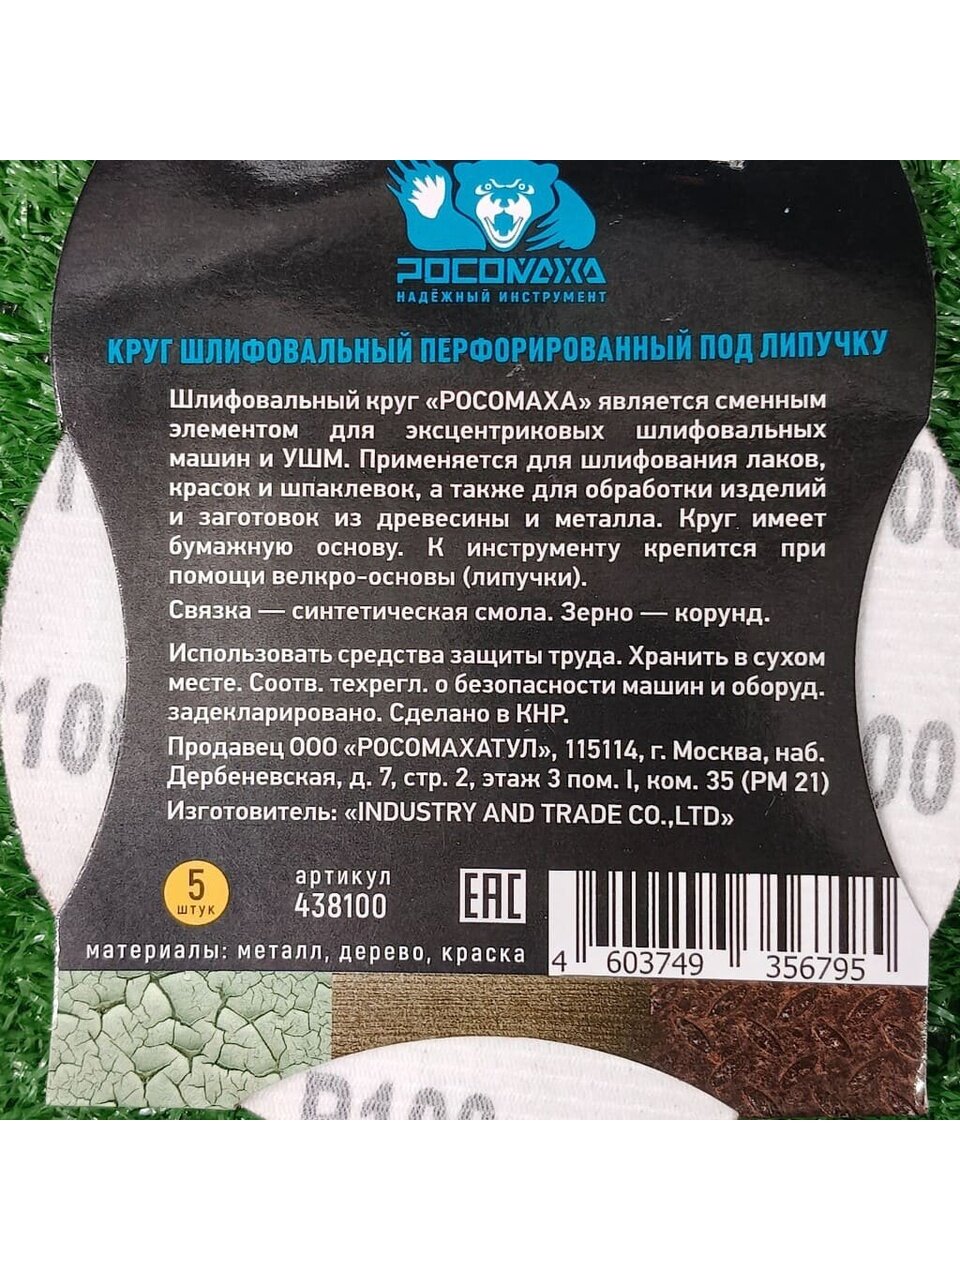 РОСОМАХА
НАДЁЖНЫЙ ИНСТРУМЕНТ
КРУГ ШЛИФОВАЛЬНЫЙ ПЕРФОРИРОВАННЫЙ ПОД ЛИПУЧКУ
Шлифовальный круг «РОСОМАХА» является сменным
элементом для эксцентриковых шлифовальных
машин и УШМ. Применяется для шлифования лаков,
красок и шпаклевок, а также для обработки изделий
и заготовок из древесины и металла. Круг имеет
бумажную основу. К инструменту крепится при
помощи велкро-основы (липучки).
Связка — синтетическая смола. Зерно — корунд.
Использовать средства защиты труда. Хранить в сухом
месте. Соотв. техрегл. о безопасности машин и оборуд.
задекларировано. Сделано в КНР.
Продавец ООО «РОСОМАХАТУЛ», 115114, г. Москва, наб.
Дербеневская, д. 7, стр. 2, этаж 3 пом. I, ком. 35 (РМ 21)
Изготовитель: «INDUSTRY AND TRADE CO.,LTD»
5
штук
артикул
438100
EAC
материалы: металл, дерево, краска
4 603749 356795
P100